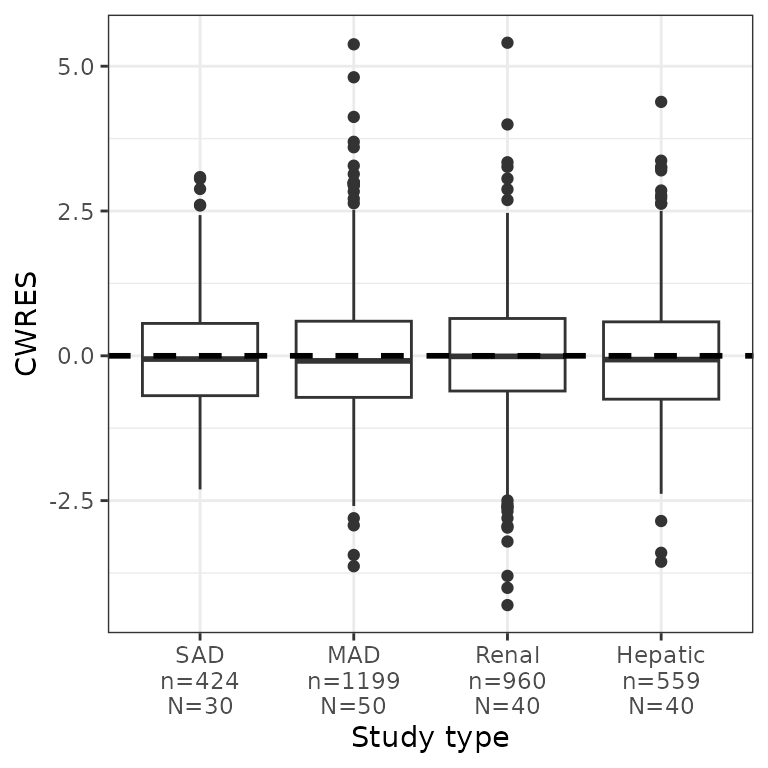 5.0
2.5
0.0
-2.5
CWRES
SAD MAD Renal Hepatic
n=424 n=1199 n=960 n=559
N=30 N=50 N=40 N=40
Study type